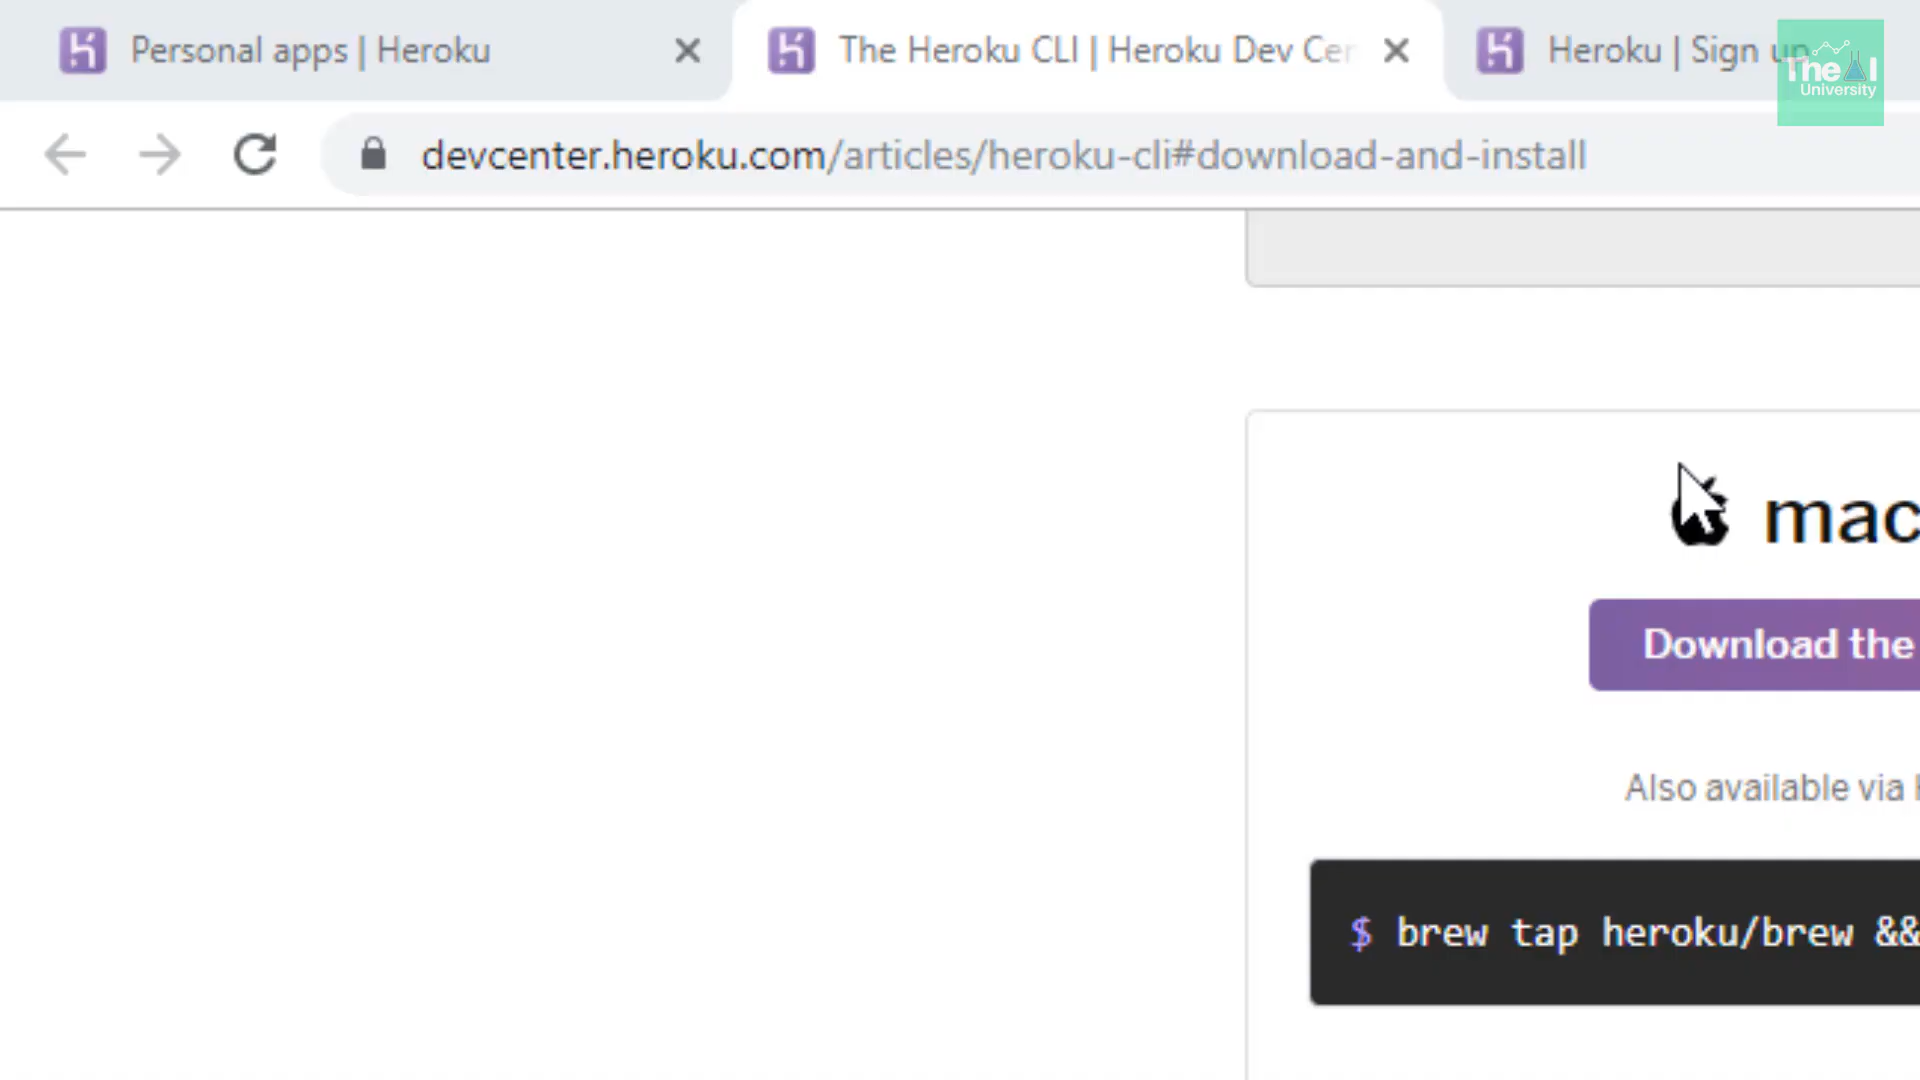 Personal apps | Heroku
The Heroku CLI | Heroku Dev Cen
Heroku | Sign up
The AI
University
devcenter.heroku.com/articles/heroku-cli#download-and-install
mac
Download the
Also available via
$ brew tap heroku/brew &&